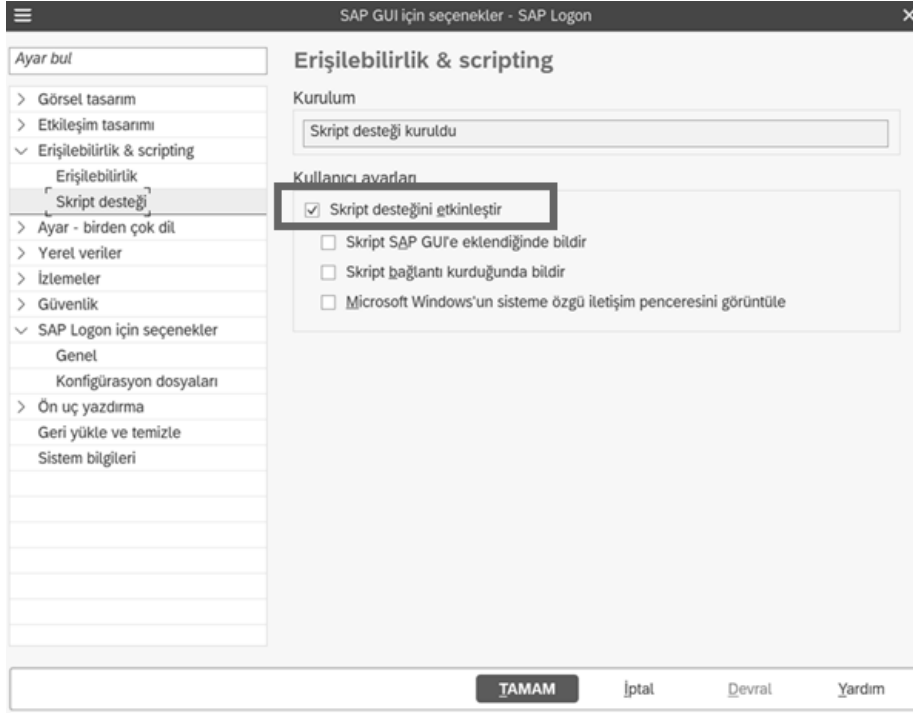 SAP GUI için seçenekler - SAP Logon
Ayar bul
Görsel tasarım
Etkileşim tasarımı
Erişilebilirlik & scripting
Erişilebilirlik
Skript desteği
Ayar - birden çok dil
Yerel veriler
İzlemeler
Güvenlik
SAP Logon için seçenekler
Genel
Konfigürasyon dosyaları
Ön uç yazdırma
Geri yükle ve temizle
Sistem bilgileri
Erişilebilirlik & scripting
Kurulum
Skript desteği kuruldu
Kullanıcı ayarları
Skript desteğini etkinleştir
Skript SAP GUI'e eklendiğinde bildir
Skript bağlantı kurduğunda bildir
Microsoft Windows'un sisteme özgü iletişim penceresini görüntüle
TAMAM
İptal
Devral
Yardım